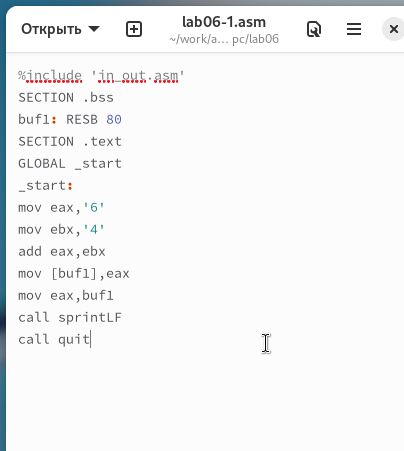 Открыть
lab06-1.asm
~/work/a... pc/lab06
%include 'in_out.asm'
SECTION .bss
buf1: RESB 80
SECTION .text
GLOBAL _start
_start:
mov eax,'6'
mov ebx,'4'
add eax,ebx
mov [buf1],eax
mov eax,buf1
call sprintLF
call quit